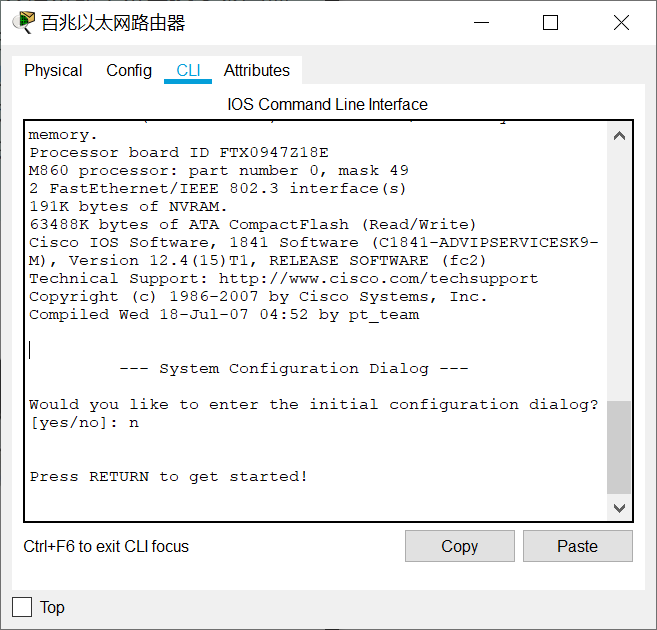 百兆以太网路由器
Physical Config CLI Attributes
IOS Command Line Interface
memory.
Processor board ID FTX0947Z18E
M860 processor: part number 0, mask 49
2 FastEthernet/IEEE 802.3 interface(s)
191K bytes of NVRAM.
63488K bytes of ATA CompactFlash (Read/Write)
Cisco IOS Software, 1841 Software (C1841-ADVIPSERVICESK9-
M), Version 12.4(15)T1, RELEASE SOFTWARE (fc2)
Technical Support: http://www.cisco.com/techsupport
Copyright (c) 1986-2007 by Cisco Systems, Inc.
Compiled Wed 18-Jul-07 04:52 by pt_team
--- System Configuration Dialog ---
Would you like to enter the initial configuration dialog?
[yes/no]: n
Press RETURN to get started!
Ctrl+F6 to exit CLI focus
Copy Paste
Top